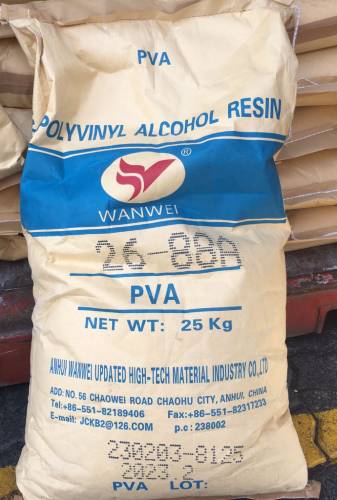 PVA
POLYVINYL ALCOHOL RESIN
®
WANWEI
26-88A
PVA
NET WT: 25 Kg
ANHUI WANWEI UPDATED HIGH-TECH MATERIAL INDUSTRY CO.,LTD
ADD: NO. 56 CHAOWEI ROAD CHAOHU CITY, ANHUI, CHINA
Tel:+86-551-82189406 Fax:+86-551-82317233
E-mail: JCKB2@126.COM p.c:238002
230203-8125
2023.2
PVA LOT: